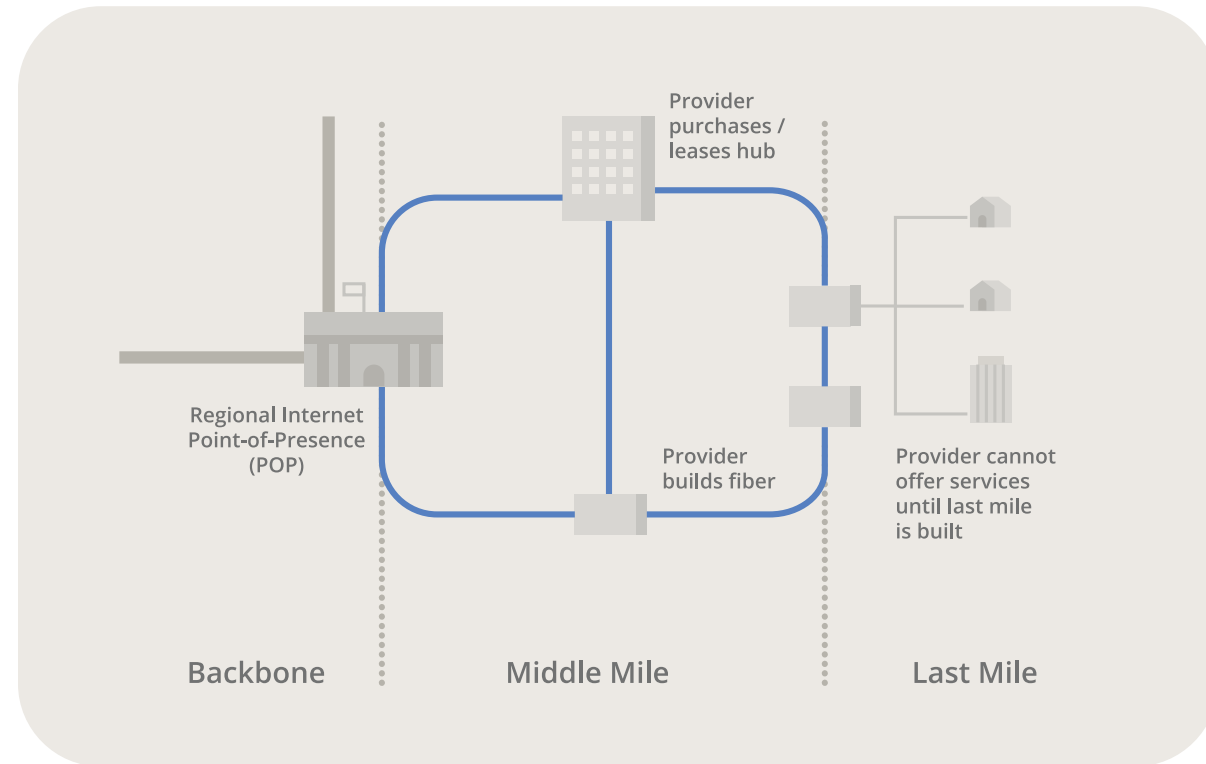 Provider
purchases /
leases hub
Regional Internet
Point-of-Presence
(POP)
Provider
builds fiber
Provider cannot
offer services
until last mile
is built
Backbone
Middle Mile
Last Mile